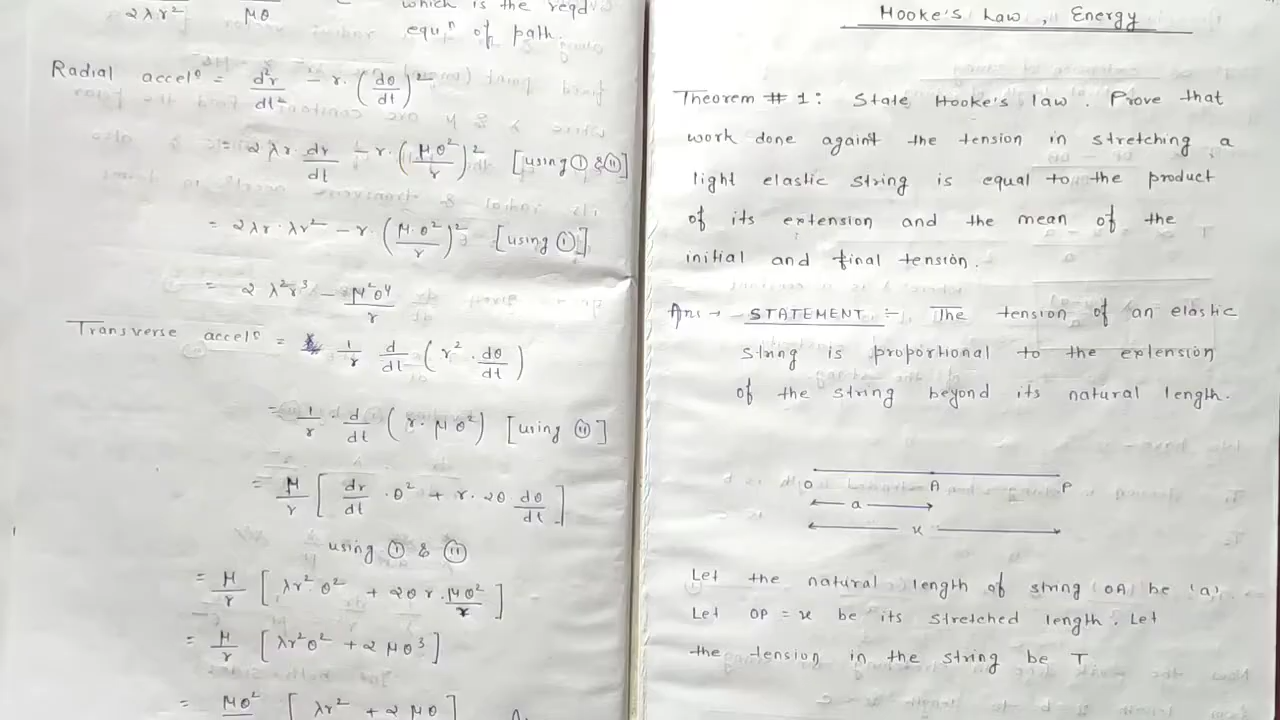 2λr² μθ which is the reqd
equⁿ of path.
Radial accelⁿ = d²r/dt² - r.(dθ/dt)²
= 2λr. dr/dt - r.(μθ²/r)² [using ① & ⑪]
= 2λr.λr² - r.(μ.θ²/r)² [using ①]
= 2λ²r³ - μ²θ⁴/r
Transverse accelⁿ = 1/r d/dt (r². dθ/dt)
= 1/r d/dt (r. μθ²) [using ⑪]
= μ/r [dr/dt .θ² + r.2θ. dθ/dt]
using ① & ⑪
= μ/r [λr²θ² + 2θr. μθ²/r]
= μ/r [λr²θ² + 2μθ³]
= μθ² [λr² + 2μθ]
Hooke's Law , Energy
Theorem # 1: State Hooke's law. Prove that
work done againt the tension in stretching a
light elastic string is equal to the product
of its extension and the mean of the
initial and final tension.
Ans → STATEMENT :- The tension of an elastic
string is proportional to the extension
of the string beyond its natural length.
O A P
a
x
Let the natural length of string (OA) be 'a'.
Let OP = x be its stretched length. Let
the tension in the string be T